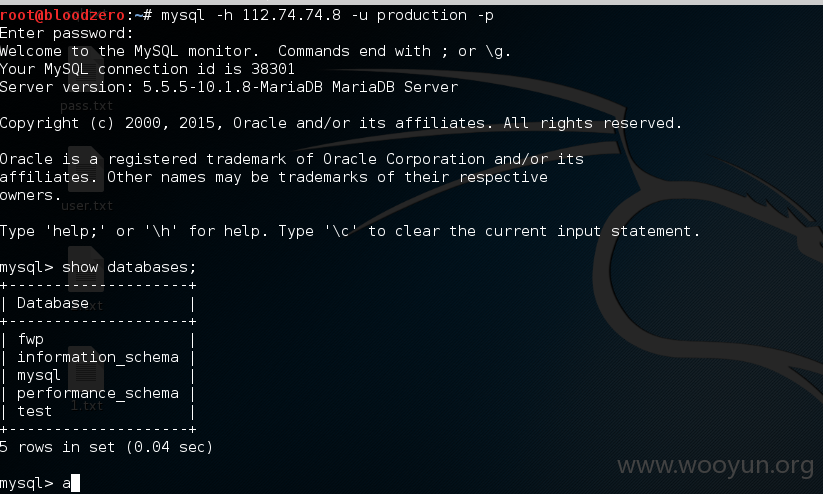 root@bloodzero:~# mysql -h 112.74.74.8 -u production -p
Enter password:
Welcome to the MySQL monitor.  Commands end with ; or \g.
Your MySQL connection id is 38301
Server version: 5.5.5-10.1.8-MariaDB MariaDB Server
pass.txt
Copyright (c) 2000, 2015, Oracle and/or its affiliates. All rights reserved.
Oracle is a registered trademark of Oracle Corporation and/or its
affiliates. Other names may be trademarks of their respective
owners.
user.txt
Type 'help;' or '\h' for help. Type '\c' to clear the current input statement.
mysql> show databases;
+--------------------+
| Database           |
+--------------------+
| fwp                |
| information_schema |
| mysql              |
| performance_schema |
| test               |
+--------------------+
1.txt
5 rows in set (0.04 sec)
mysql> a
www.wooyun.org